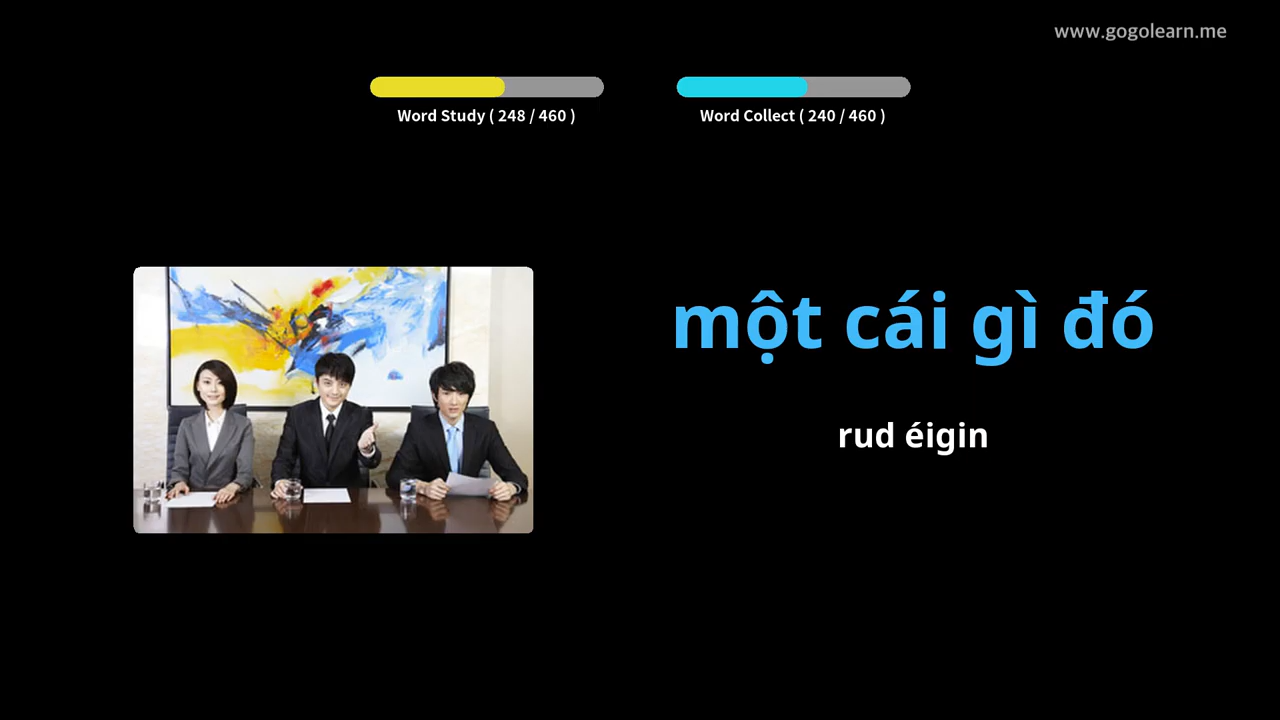 www.gogolearn.me
Word Study ( 248 / 460 )
Word Collect ( 240 / 460 )
một cái gì đó
rud éigin